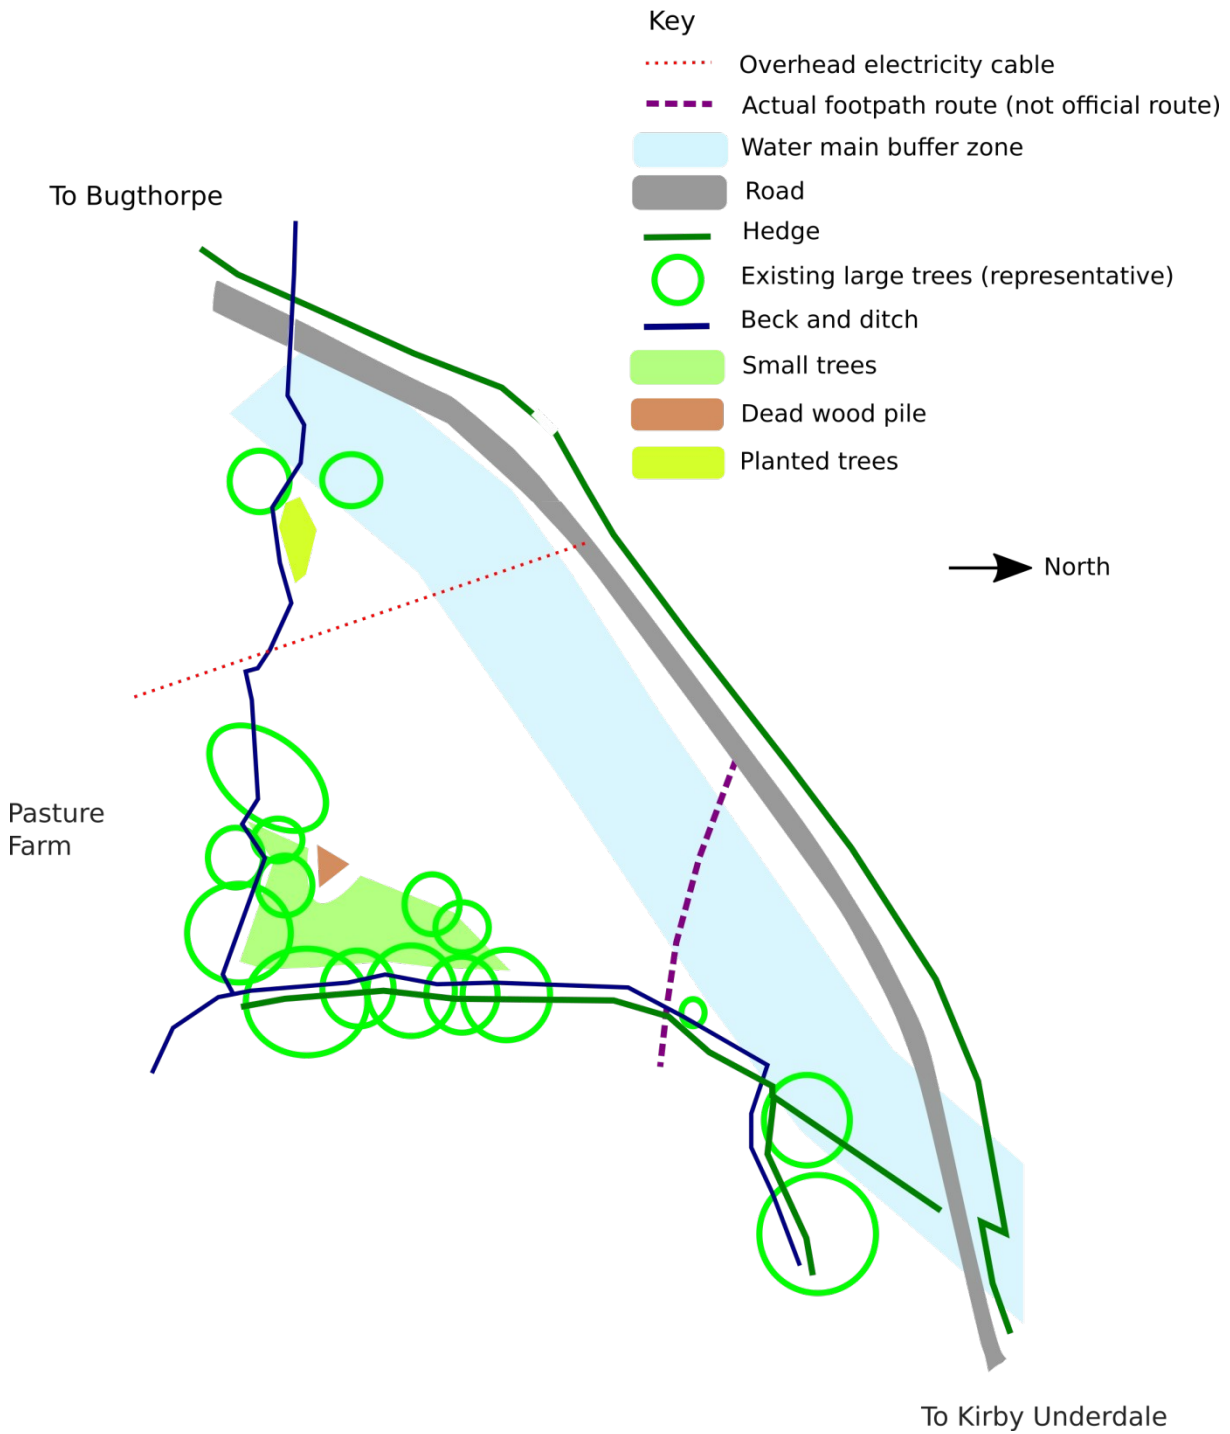 Key
Overhead electricity cable
Actual footpath route (not official route)
Water main buffer zone
Road
Hedge
Existing large trees (representative)
Beck and ditch
Small trees
Dead wood pile
Planted trees
To Bugthorpe
North
Pasture
Farm
To Kirby Underdale